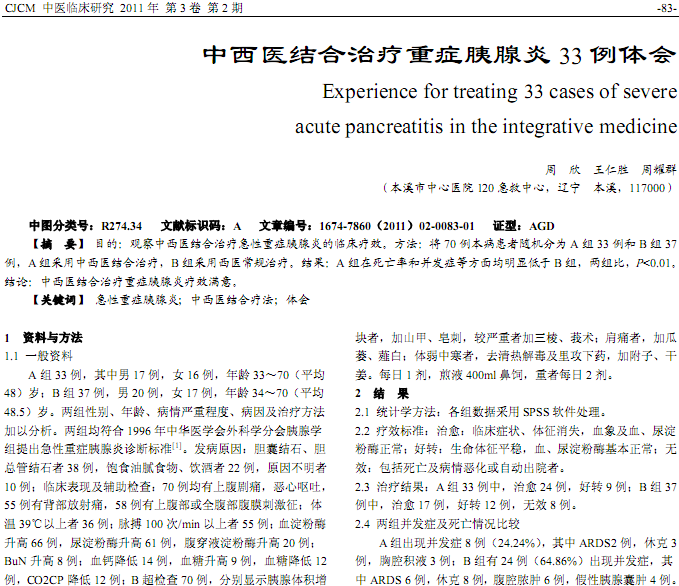 CJCM 中医临床研究 2011 年 第 3 卷 第 2 期 -83-
中西医结合治疗重症胰腺炎 33 例体会
Experience for treating 33 cases of severe
acute pancreatitis in the integrative medicine
周 欣 王仁胜 周耀群
（本溪市中心医院 120 急救中心，辽宁 本溪，117000）
中图分类号：R274.34 文献标识码：A 文章编号：1674-7860（2011）02-0083-01 证型：AGD
【摘 要】目的：观察中西医结合治疗急性重症胰腺炎的临床疗效。方法：将 70 例本病患者随机分为 A 组 33 例和 B 组 37
例，A 组采用中西医结合治疗，B 组采用西医常规治疗。结果：A 组在死亡率和并发症等方面均明显低于 B 组，两组比，P<0.01。
结论：中西医结合治疗重症胰腺炎疗效满意。
【关键词】急性重症胰腺炎；中西医结合疗法；体会
1 资料与方法
1.1 一般资料
A 组 33 例，其中男 17 例，女 16 例，年龄 33～70（平均
48）岁；B 组 37 例，男 20 例，女 17 例，年龄 34～70（平均
48.5）岁。两组性别、年龄、病情严重程度、病因及治疗方法
加以分析。两组均符合 1996 年中华医学会外科学分会胰腺学
组提出急性重症胰腺炎诊断标准[1]。发病原因：胆囊结石、胆
总管结石者 38 例，饱食油腻食物、饮酒者 22 例，原因不明者
10 例；临床表现及辅助检查：70 例均有上腹剧痛，恶心呕吐，
55 例有背部放射痛，58 例有上腹部或全腹部腹膜刺激征；体
温 39℃以上者 36 例；脉搏 100 次/min 以上者 55 例；血淀粉酶
升高 66 例，尿淀粉酶升高 61 例，腹穿液淀粉酶升高 20 例；
BuN 升高 8 例；血钙降低 14 例，血糖升高 9 例，血糖降低 12
例，CO2CP 降低 12 例；B 超检查 70 例，分别显示胰腺体积增
块者，加山甲、皂刺，较严重者加三棱、莪术；肩痛者，加瓜
蒌、薤白；体弱中寒者，去清热解毒及里攻下药，加附子、干
姜。每日 1 剂，煎液 400ml 鼻饲，重者每日 2 剂。
2 结 果
2.1 统计学方法：各组数据采用 SPSS 软件处理。
2.2 疗效标准：治愈：临床症状、体征消失，血象及血、尿淀
粉酶正常；好转：生命体征平稳，血、尿淀粉酶基本正常；无
效：包括死亡及病情恶化或自动出院者。
2.3 治疗结果：A 组 33 例中，治愈 24 例，好转 9 例；B 组 37
例中，治愈 17 例，好转 12 例，无效 8 例。
2.4 两组并发症及死亡情况比较
A 组出现并发症 8 例（24.24%），其中 ARDS2 例，休克 3
例，胸腔积液 3 例；B 组有 24 例（64.86%）出现并发症，其
中 ARDS 6 例，休克 8 例，腹腔脓肿 6 例，假性胰腺囊肿 4 例。